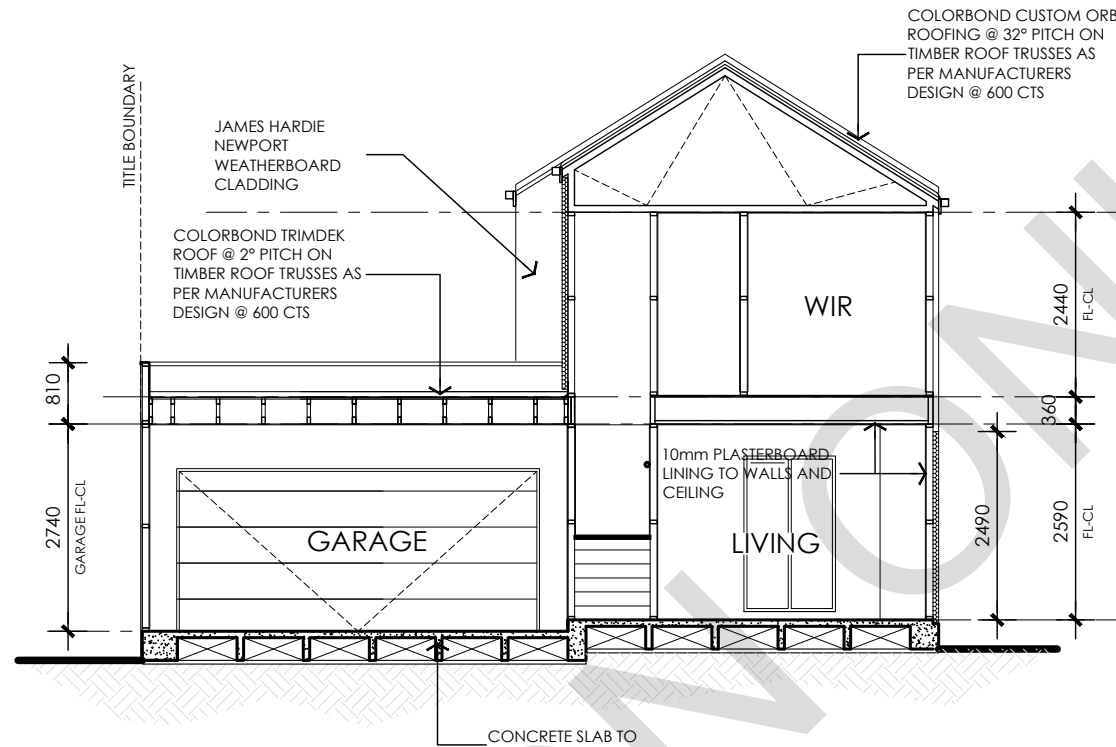 COLORBOND CUSTOM ORB
ROOFING @ 32° PITCH ON
TIMBER ROOF TRUSSES AS
PER MANUFACTURERS
DESIGN @ 600 CTS
TITLE BOUNDARY
JAMES HARDIE
NEWPORT
WEATHERBOARD
CLADDING
COLORBOND TRIMDEK
ROOF @ 2° PITCH ON
TIMBER ROOF TRUSSES AS
PER MANUFACTURERS
DESIGN @ 600 CTS
WIR
2440
FL-CL
810
360
10mm PLASTERBOARD
LINING TO WALLS AND
CEILING
2740
GARAGE FL-CL
GARAGE
LIVING
2490
2590
FL-CL
CONCRETE SLAB TO
ON ON